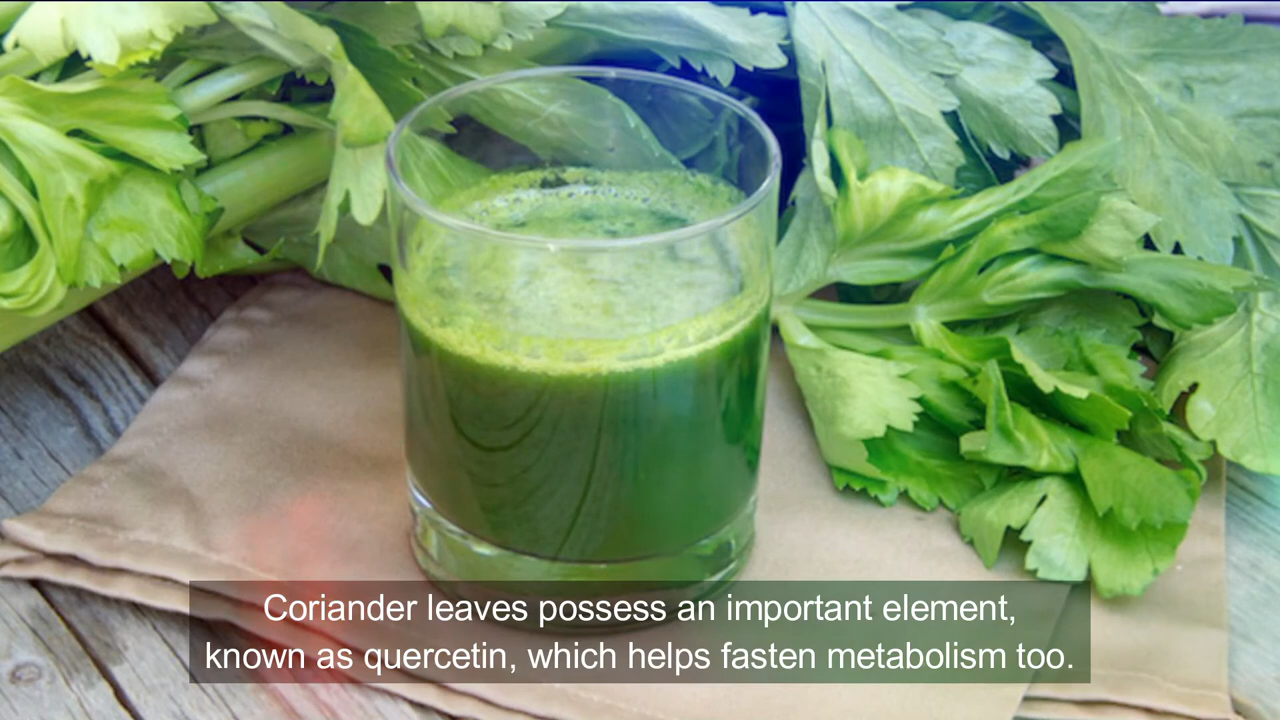 Coriander leaves possess an important element,
known as quercetin, which helps fasten metabolism too.